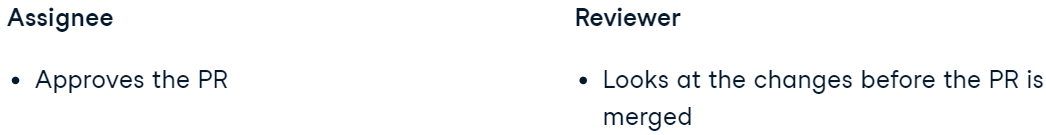 Assignee
• Approves the PR
Reviewer
• Looks at the changes before the PR is
merged